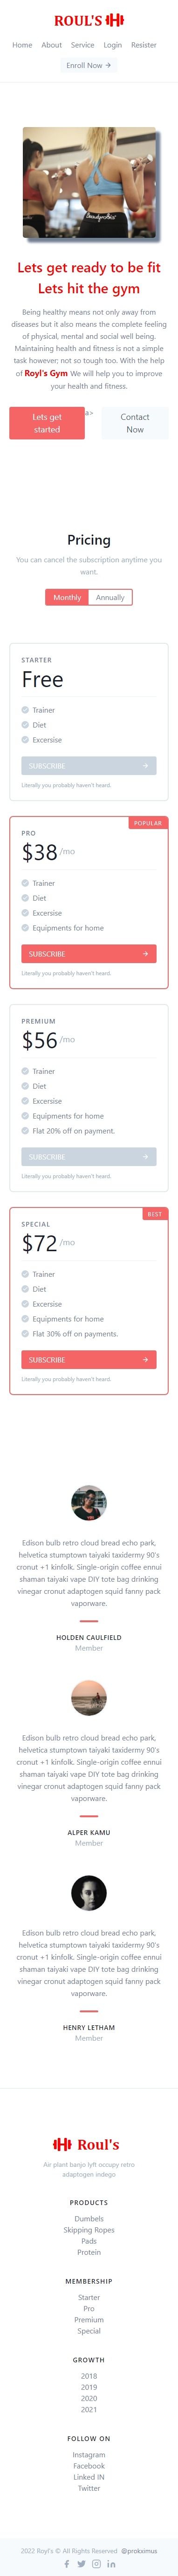 ROUL'S
Home About Service Login Resister
Enroll Now →
Lets get ready to be fit
Lets hit the gym
Being healthy means not only away from
diseases but it also means the complete feeling
of physical, mental and social well being.
Maintaining health and fitness is not a simple
task however; not so tough too. With the help
of Royl's Gym We will help you to improve
your health and fitness.
Lets get
started
a>
Contact
Now
Pricing
You can cancel the subscription anytime you
want.
Monthly Annually
STARTER
Free
Trainer
Diet
Excersise
SUBSCRIBE →
Literally you probably haven't heard.
POPULAR
PRO
$38 /mo
Trainer
Diet
Excersise
Equipments for home
SUBSCRIBE →
Literally you probably haven't heard.
PREMIUM
$56 /mo
Trainer
Diet
Excersise
Equipments for home
Flat 20% off on payment.
SUBSCRIBE →
Literally you probably haven't heard.
BEST
SPECIAL
$72 /mo
Trainer
Diet
Excersise
Equipments for home
Flat 30% off on payments.
SUBSCRIBE →
Literally you probably haven't heard.
Edison bulb retro cloud bread echo park,
helvetica stumptown taiyaki taxidermy 90's
cronut +1 kinfolk. Single-origin coffee ennui
shaman taiyaki vape DIY tote bag drinking
vinegar cronut adaptogen squid fanny pack
vaporware.
HOLDEN CAULFIELD
Member
Edison bulb retro cloud bread echo park,
helvetica stumptown taiyaki taxidermy 90's
cronut +1 kinfolk. Single-origin coffee ennui
shaman taiyaki vape DIY tote bag drinking
vinegar cronut adaptogen squid fanny pack
vaporware.
ALPER KAMU
Member
Edison bulb retro cloud bread echo park,
helvetica stumptown taiyaki taxidermy 90's
cronut +1 kinfolk. Single-origin coffee ennui
shaman taiyaki vape DIY tote bag drinking
vinegar cronut adaptogen squid fanny pack
vaporware.
HENRY LETHAM
Member
Roul's
Air plant banjo lyft occupy retro
adaptogen indego
PRODUCTS
Dumbels
Skipping Ropes
Pads
Protein
MEMBERSHIP
Starter
Pro
Premium
Special
GROWTH
2018
2019
2020
2021
FOLLOW ON
Instagram
Facebook
Linked IN
Twitter
2022 Royl's © All Rights Reserved @prokximus